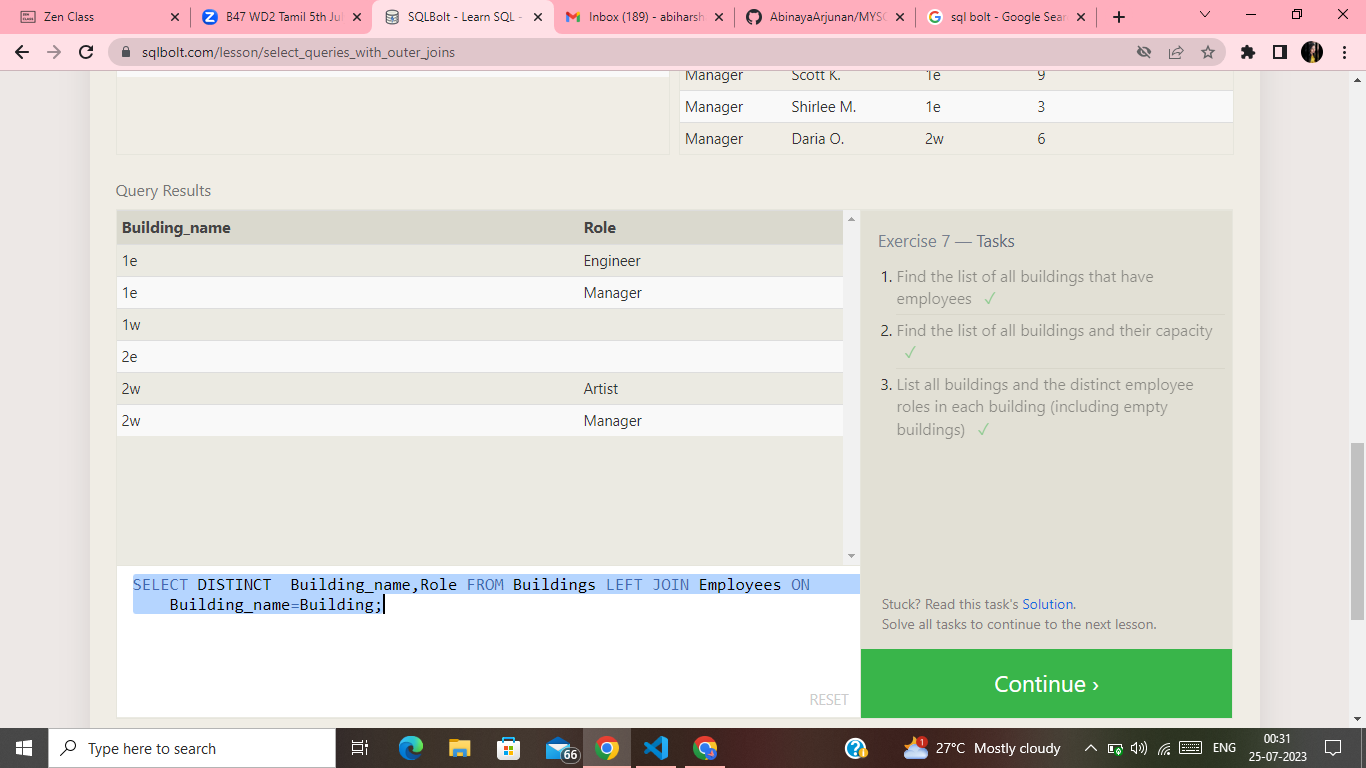 Zen Class
B47 WD2 Tamil 5th Ju
SQLBolt - Learn SQL -
Inbox (189) - abiharsh
AbinayaArjunan/MYSC
sql bolt - Google Sear
sqlbolt.com/lesson/select_queries_with_outer_joins
Manager Scott K. 1e 9
Manager Shirlee M. 1e 3
Manager Daria O. 2w 6
Query Results
Building_name Role
1e Engineer
1e Manager
1w
2e
2w Artist
2w Manager
Exercise 7 — Tasks
1. Find the list of all buildings that have
employees ✓
2. Find the list of all buildings and their capacity
✓
3. List all buildings and the distinct employee
roles in each building (including empty
buildings) ✓
SELECT DISTINCT  Building_name,Role FROM Buildings LEFT JOIN Employees ON
Building_name=Building;
Stuck? Read this task's Solution.
Solve all tasks to continue to the next lesson.
RESET
Continue ›
Type here to search
66
1
27°C Mostly cloudy
ENG
00:31
25-07-2023